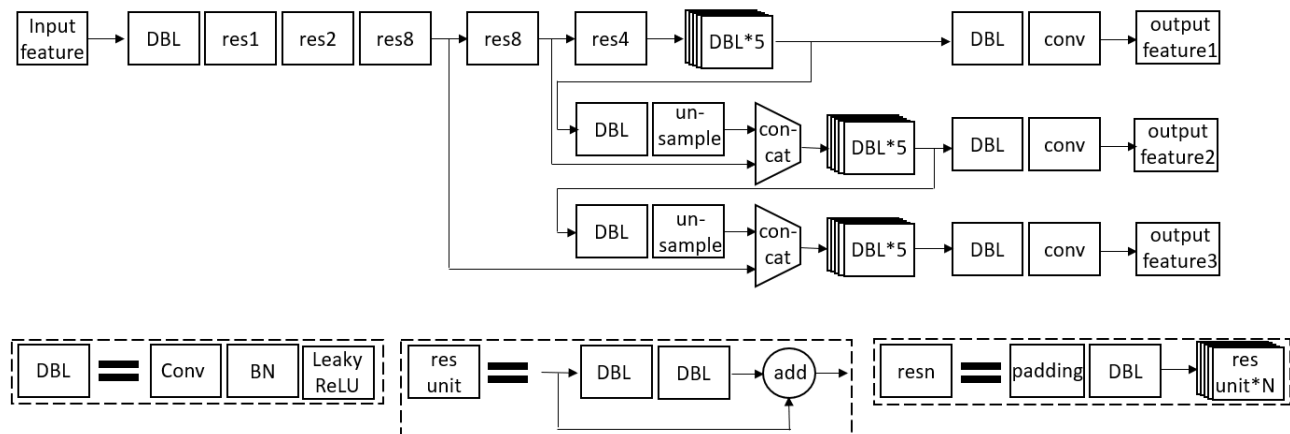 Input
feature
DBL
res1
res2
res8
res8
res4
DBL*5
DBL
conv
output
feature1
DBL
un-
sample
con-
cat
DBL*5
DBL
conv
output
feature2
DBL
un-
sample
con-
cat
DBL*5
DBL
conv
output
feature3
DBL
Conv
BN
Leaky
ReLU
res
unit
DBL
DBL
add
resn
padding
DBL
res
unit*N